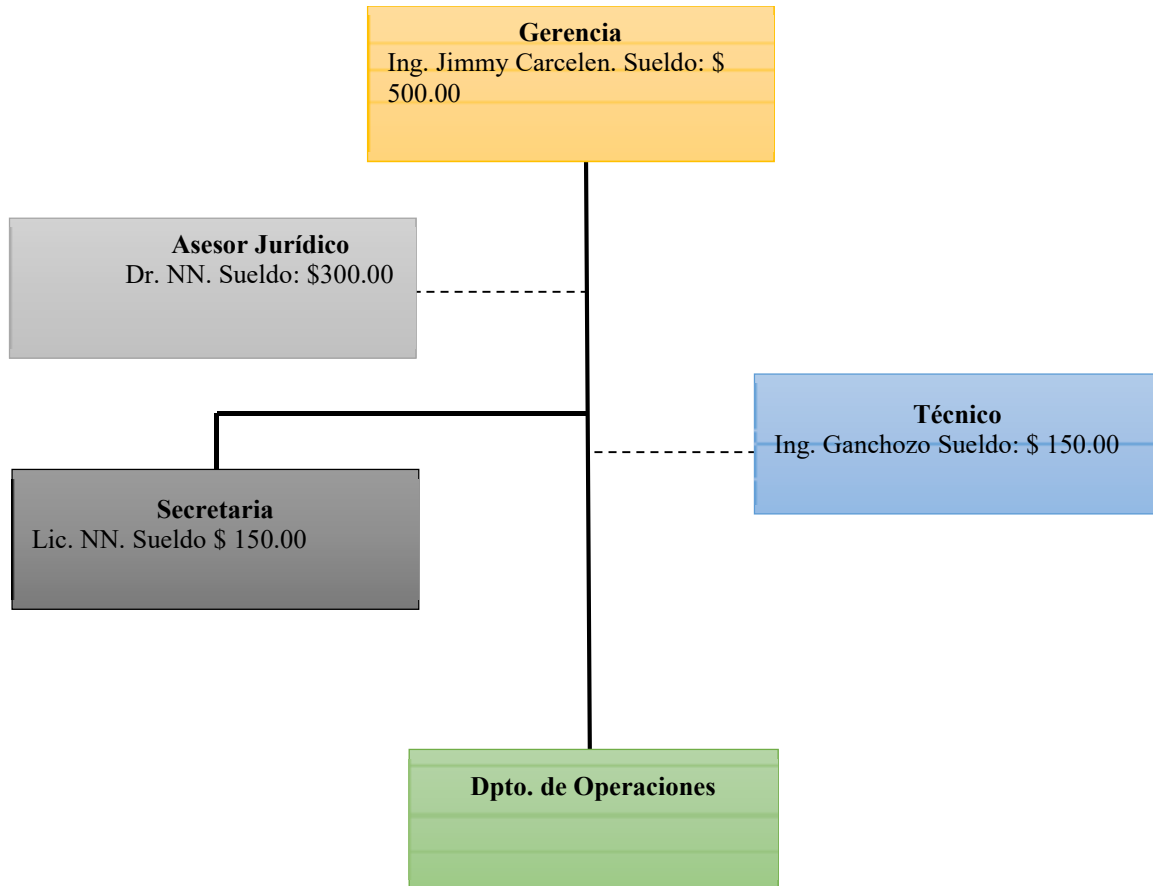 Gerencia
Ing. Jimmy Carcelen. Sueldo: $
500.00
Asesor Jurídico
Dr. NN. Sueldo: $300.00
Técnico
Ing. Ganchozo Sueldo: $ 150.00
Secretaria
Lic. NN. Sueldo $ 150.00
Dpto. de Operaciones